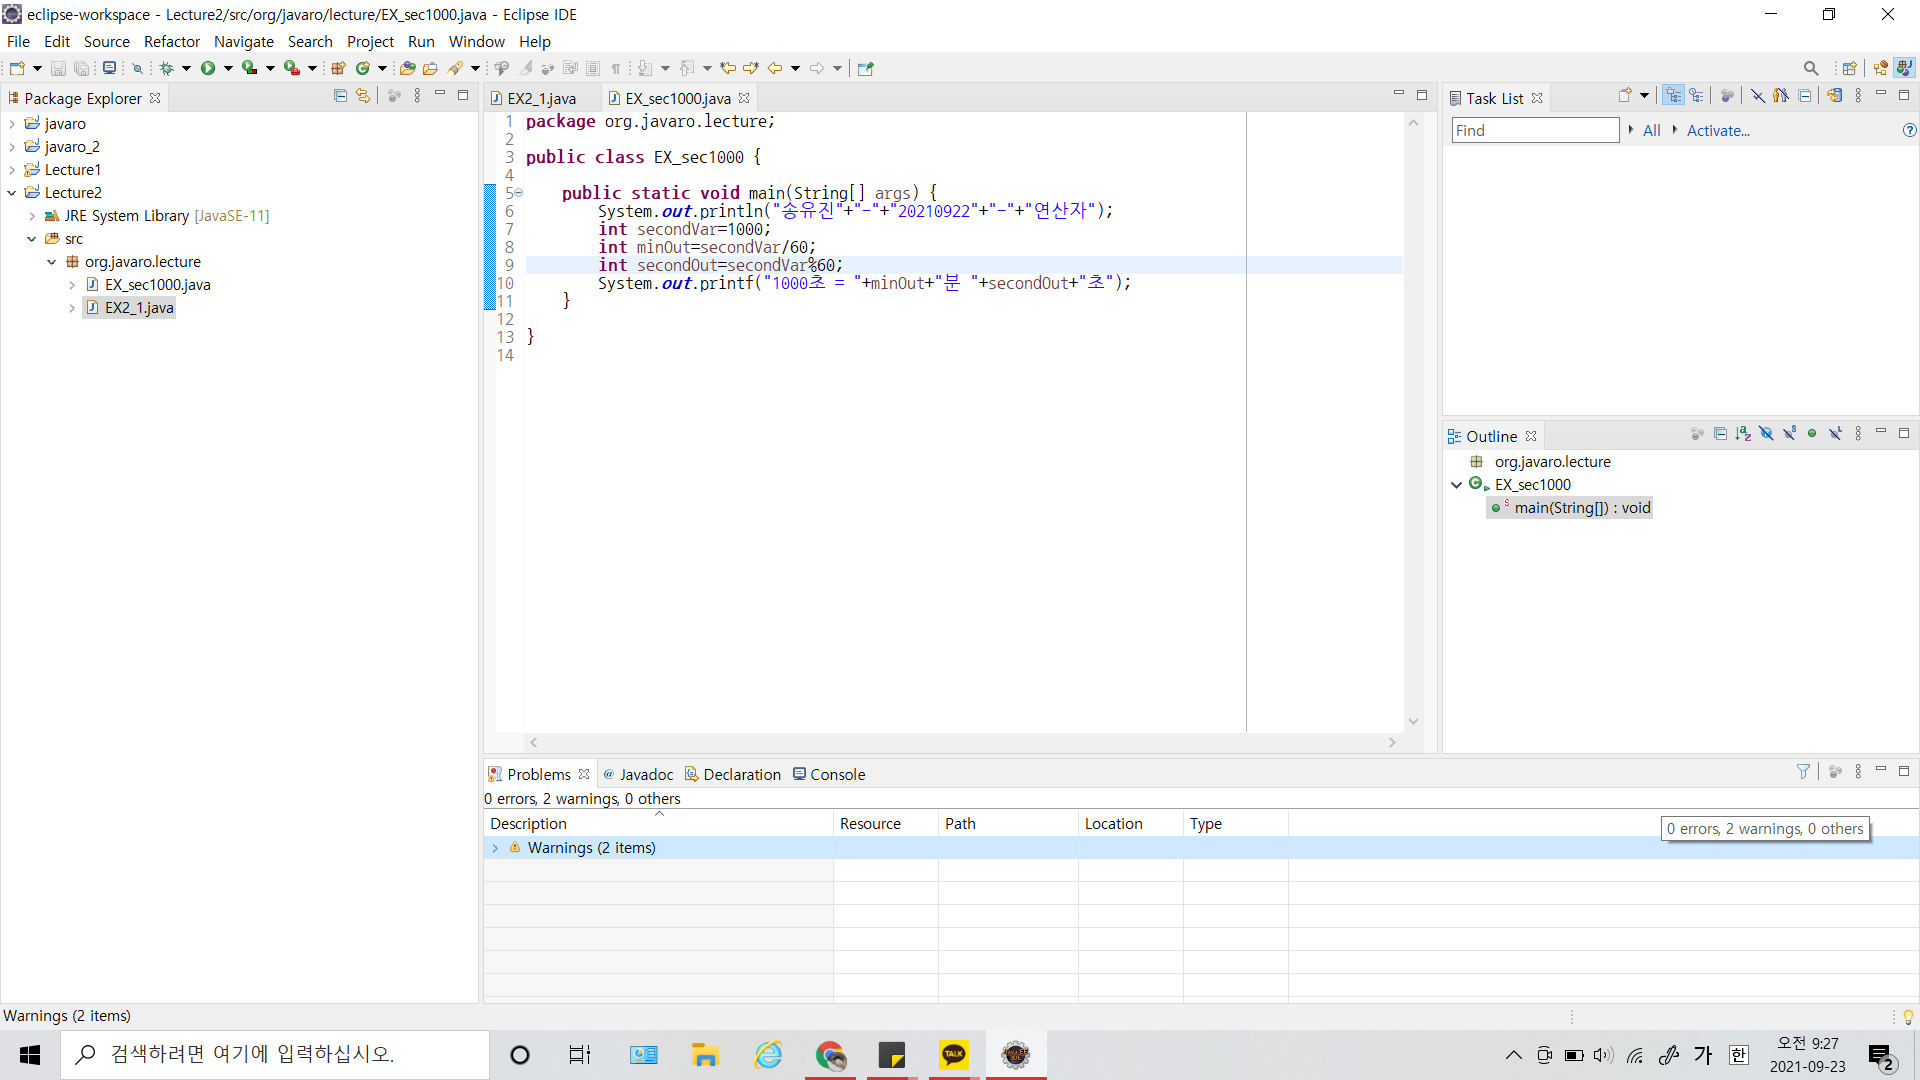 eclipse-workspace - Lecture2/src/org/javaro/lecture/EX_sec1000.java - Eclipse IDE
File Edit Source Refactor Navigate Search Project Run Window Help
Package Explorer
javaro
javaro_2
Lecture1
Lecture2
JRE System Library [JavaSE-11]
src
org.javaro.lecture
EX_sec1000.java
EX2_1.java
EX2_1.java EX_sec1000.java
1 package org.javaro.lecture;
2
3 public class EX_sec1000 {
4
5 public static void main(String[] args) {
6 System.out.println("송유진"+"-"+"20210922"+"-"+"연산자");
7 int secondVar=1000;
8 int minOut=secondVar/60;
9 int secondOut=secondVar%60;
10 System.out.printf("1000초 = "+minOut+"분 "+secondOut+"초");
11 }
12
13 }
14
Task List
Find All Activate...
Outline
org.javaro.lecture
EX_sec1000
main(String[]) : void
Problems @ Javadoc Declaration Console
0 errors, 2 warnings, 0 others
Description Resource Path Location Type
Warnings (2 items)
0 errors, 2 warnings, 0 others
Warnings (2 items)
검색하려면 여기에 입력하십시오.
TALK
가 한
오전 9:27
2021-09-23
2